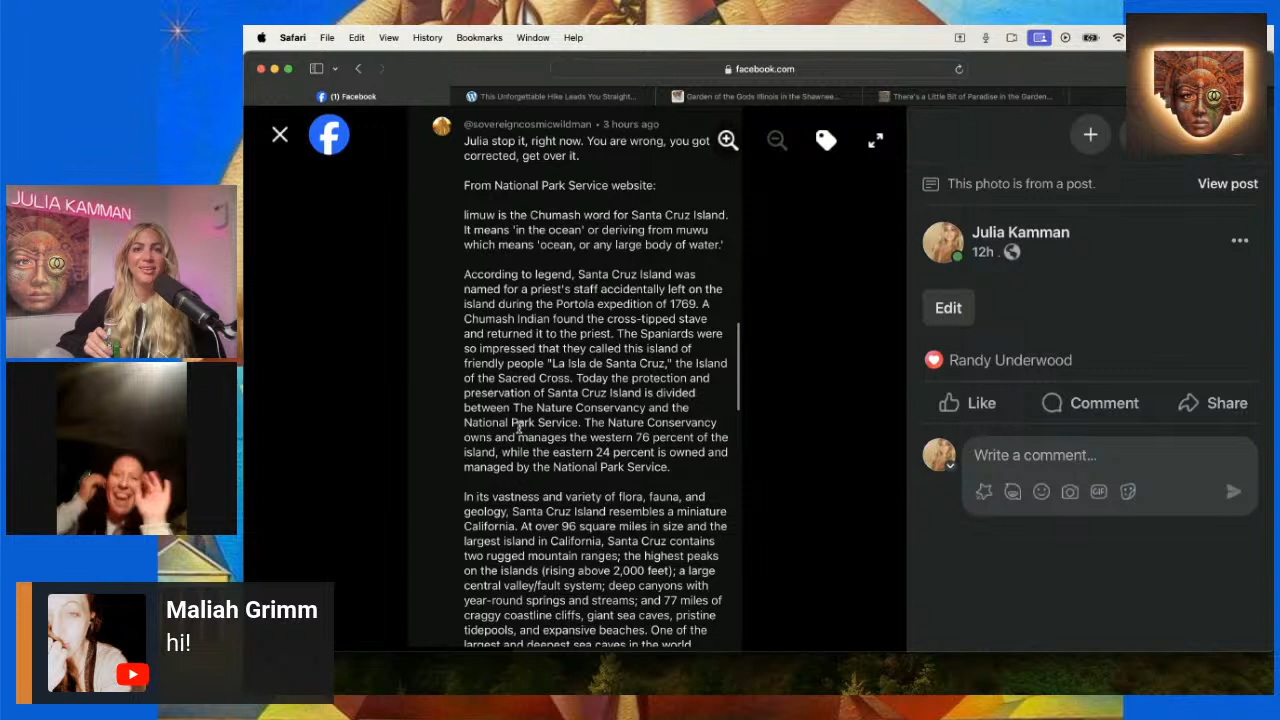 Safari File Edit View History Bookmarks Window Help
facebook.com
(1) Facebook
This Unforgettable Hike Leads You Straight...
Garden of the Gods Illinois in the Shawnee...
There's a Little Bit of Paradise in the Garden...
@sovereigncosmicwildman • 3 hours ago
Julia stop it, right now. You are wrong, you got
corrected, get over it.
From National Park Service website:
limuw is the Chumash word for Santa Cruz Island.
It means 'in the ocean' or deriving from muwu
which means 'ocean, or any large body of water.'
According to legend, Santa Cruz Island was
named for a priest's staff accidentally left on the
island during the Portola expedition of 1769. A
Chumash Indian found the cross-tipped stave
and returned it to the priest. The Spaniards were
so impressed that they called this island of
friendly people "La Isla de Santa Cruz," the Island
of the Sacred Cross. Today the protection and
preservation of Santa Cruz Island is divided
between The Nature Conservancy and the
National Park Service. The Nature Conservancy
owns and manages the western 76 percent of the
island, while the eastern 24 percent is owned and
managed by the National Park Service.
In its vastness and variety of flora, fauna, and
geology, Santa Cruz Island resembles a miniature
California. At over 96 square miles in size and the
largest island in California, Santa Cruz contains
two rugged mountain ranges; the highest peaks
on the islands (rising above 2,000 feet); a large
central valley/fault system; deep canyons with
year-round springs and streams; and 77 miles of
craggy coastline cliffs, giant sea caves, pristine
tidepools, and expansive beaches. One of the
largest and deepest sea caves in the world,
This photo is from a post.
View post
Julia Kamman
12h
Edit
Randy Underwood
Like Comment Share
Write a comment...
GIF
JULIA KAMMAN
Maliah Grimm
hi!